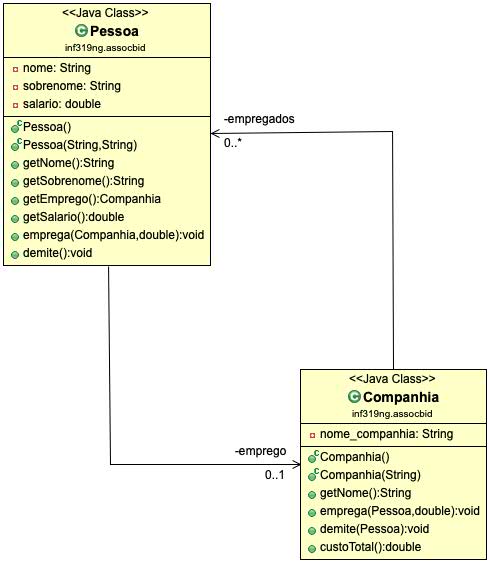 <<Java Class>>
Pessoa
inf319ng.assocbid
nome: String
sobrenome: String
salario: double
Pessoa()
Pessoa(String,String)
getNome():String
getSobrenome():String
getEmprego():Companhia
getSalario():double
emprega(Companhia,double):void
demite():void
-empregados
0..*
-emprego
0..1
<<Java Class>>
Companhia
inf319ng.assocbid
nome_companhia: String
Companhia()
Companhia(String)
getNome():String
emprega(Pessoa,double):void
demite(Pessoa):void
custoTotal():double